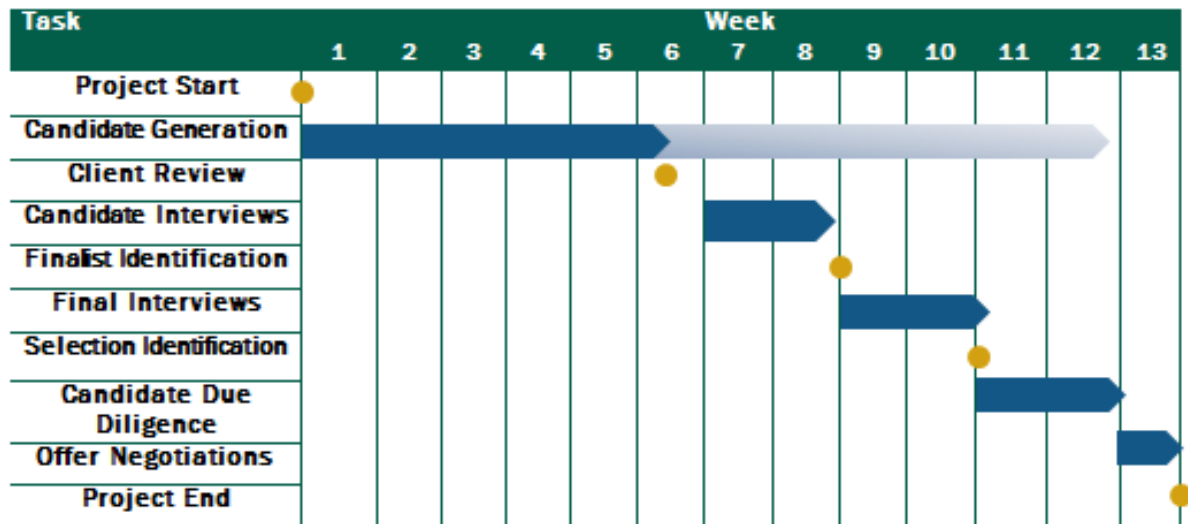 Task Week
1 2 3 4 5 6 7 8 9 10 11 12 13
Project Start
Candidate Generation
Client Review
Candidate Interviews
Finalist Identification
Final Interviews
Selection Identification
Candidate Due
Diligence
Offer Negotiations
Project End